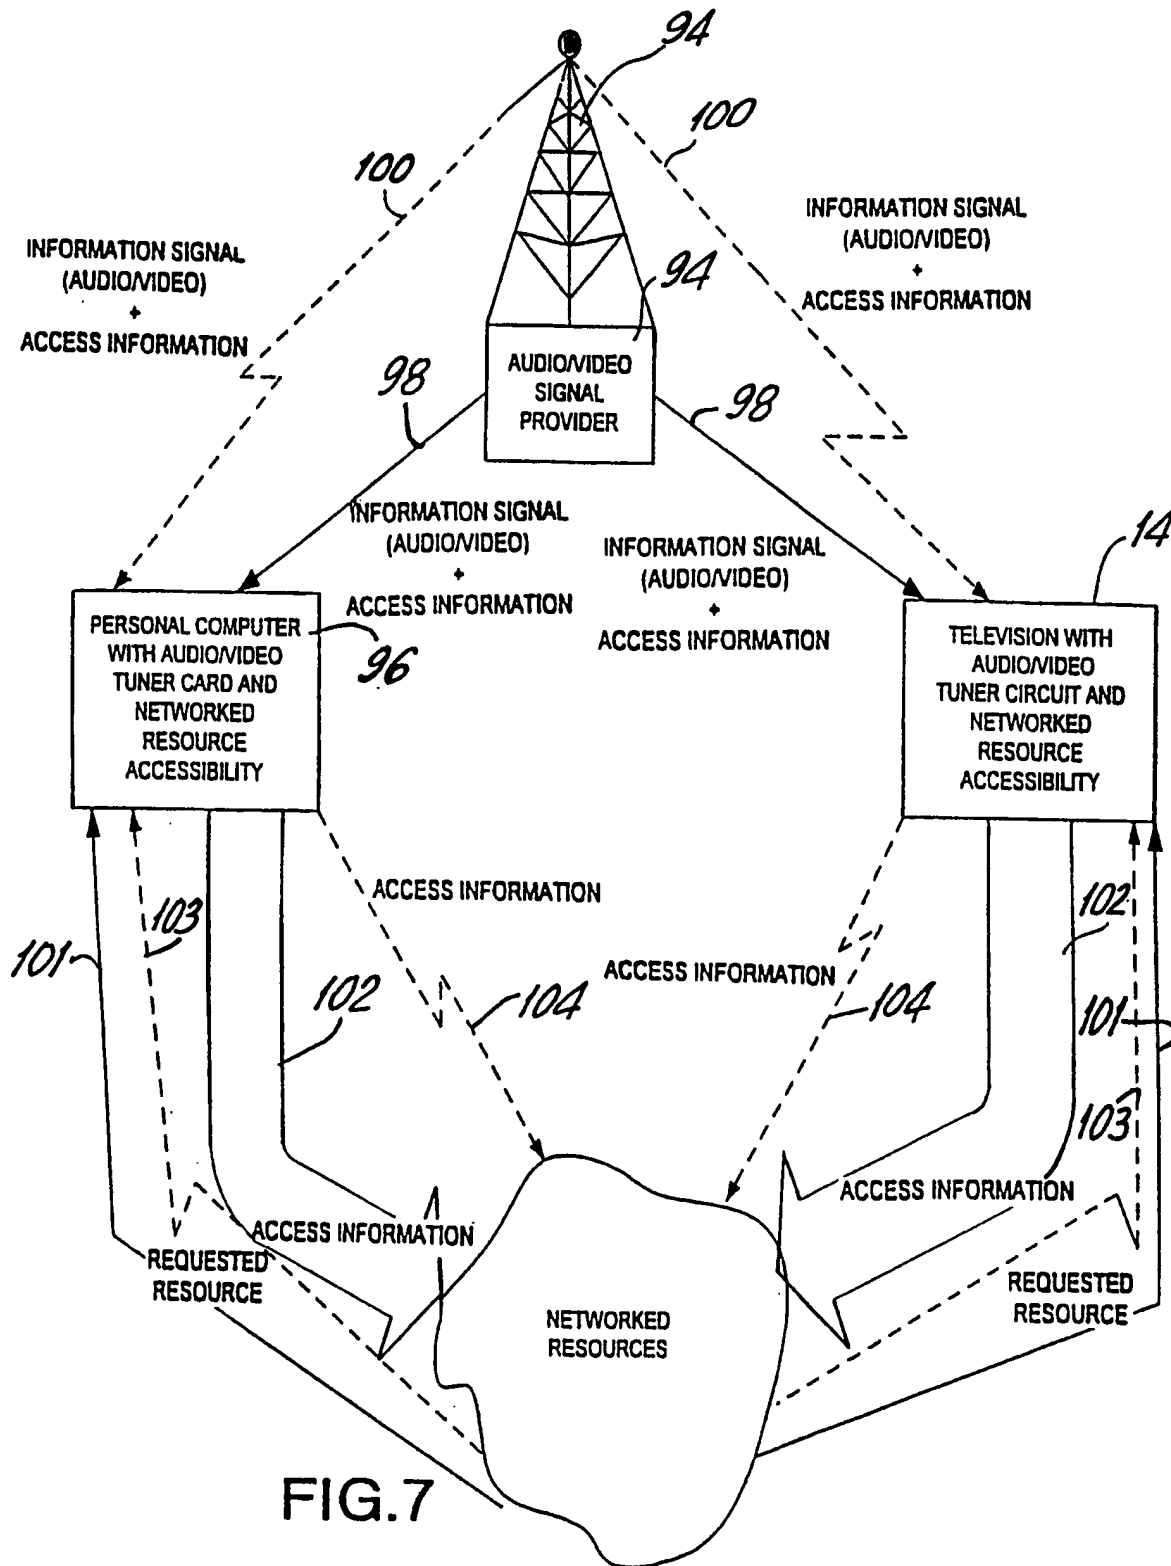 94
100
100
INFORMATION SIGNAL
(AUDIO/VIDEO)
+
ACCESS INFORMATION
INFORMATION SIGNAL
(AUDIO/VIDEO)
+
ACCESS INFORMATION
94
AUDIO/VIDEO
SIGNAL
PROVIDER
98
98
INFORMATION SIGNAL
(AUDIO/VIDEO)
+
ACCESS INFORMATION
INFORMATION SIGNAL
(AUDIO/VIDEO)
+
ACCESS INFORMATION
14
PERSONAL COMPUTER
WITH AUDIO/VIDEO
TUNER CARD AND
NETWORKED
RESOURCE
ACCESSIBILITY
96
TELEVISION WITH
AUDIO/VIDEO
TUNER CIRCUIT AND
NETWORKED
RESOURCE
ACCESSIBILITY
ACCESS INFORMATION
ACCESS INFORMATION
101
103
102
104
104
102
101
103
ACCESS INFORMATION
ACCESS INFORMATION
REQUESTED
RESOURCE
REQUESTED
RESOURCE
NETWORKED
RESOURCES
FIG.7